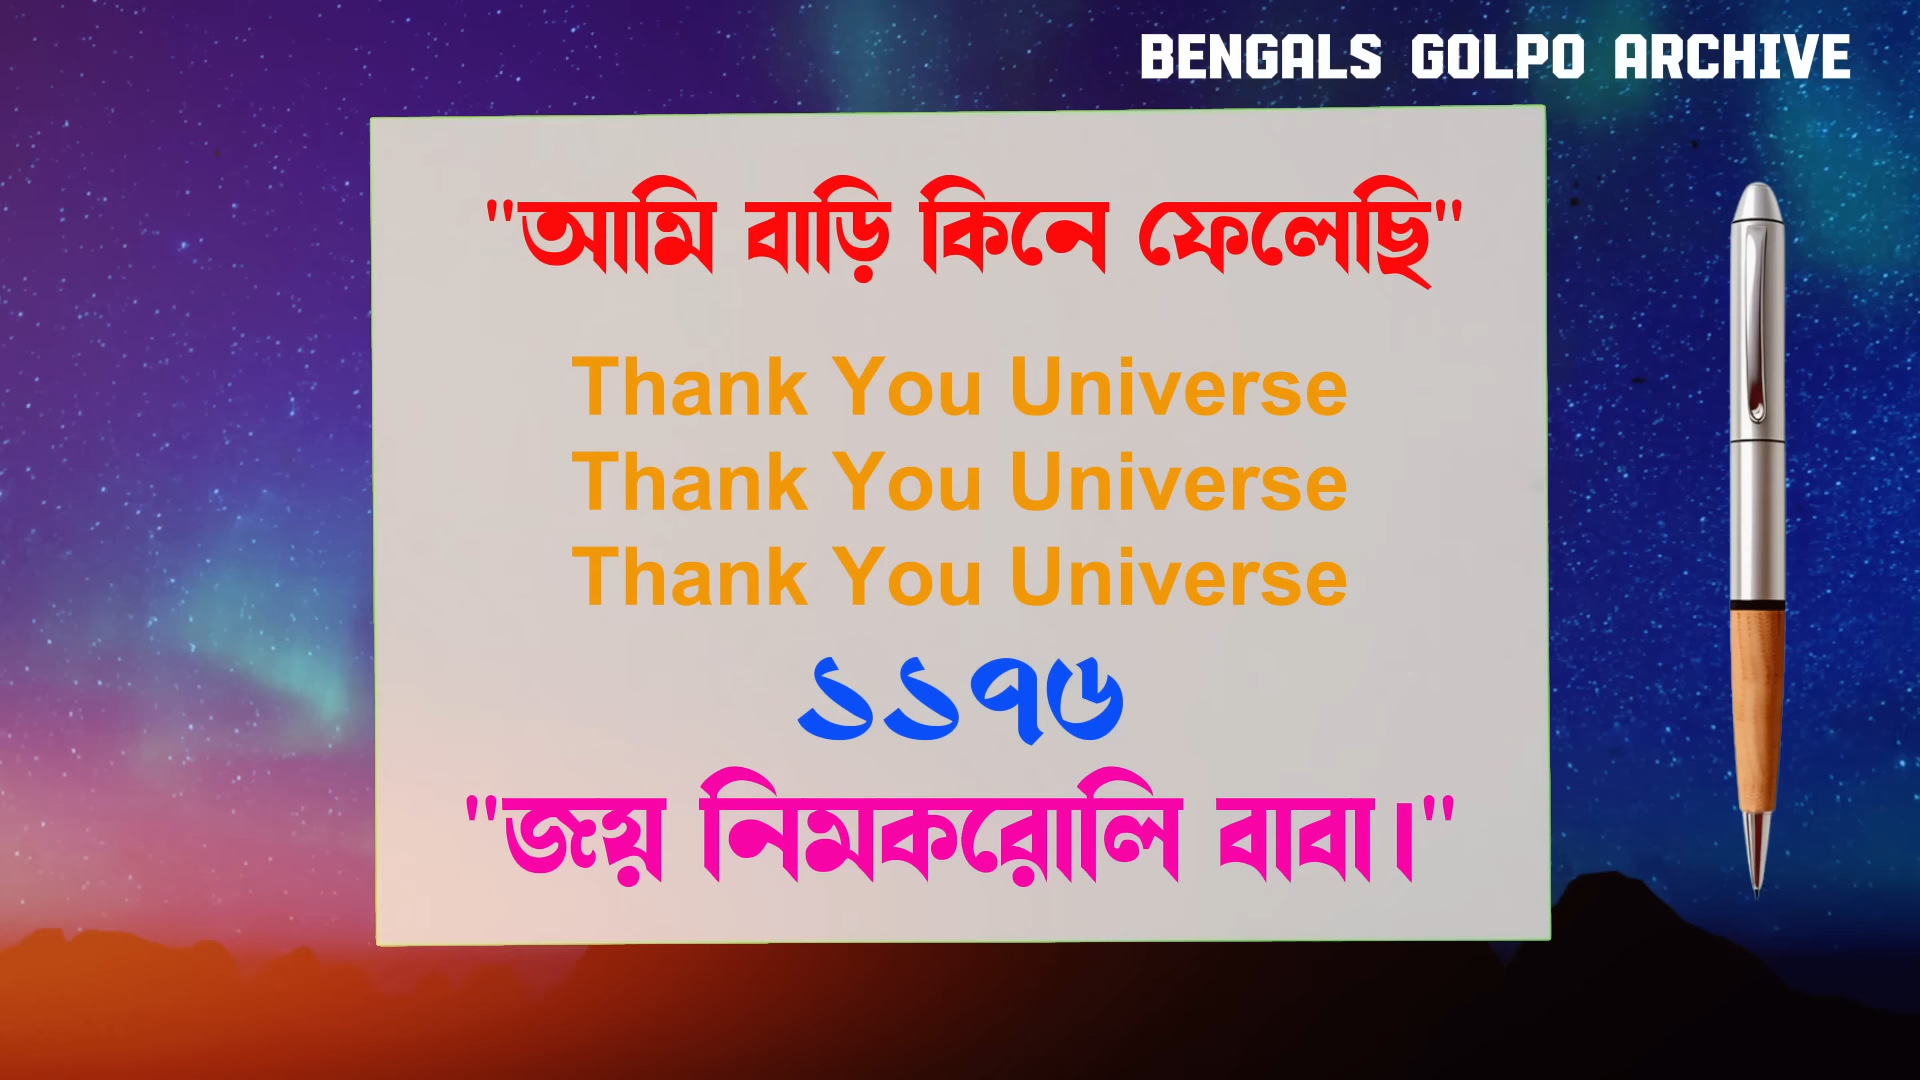 BENGALS GOLPO ARCHIVE
"আমি বাড়ি কিনে ফেলেছি"
Thank You Universe
Thank You Universe
Thank You Universe
১১৭৬
"জয় নিমকরোলি বাবা।"